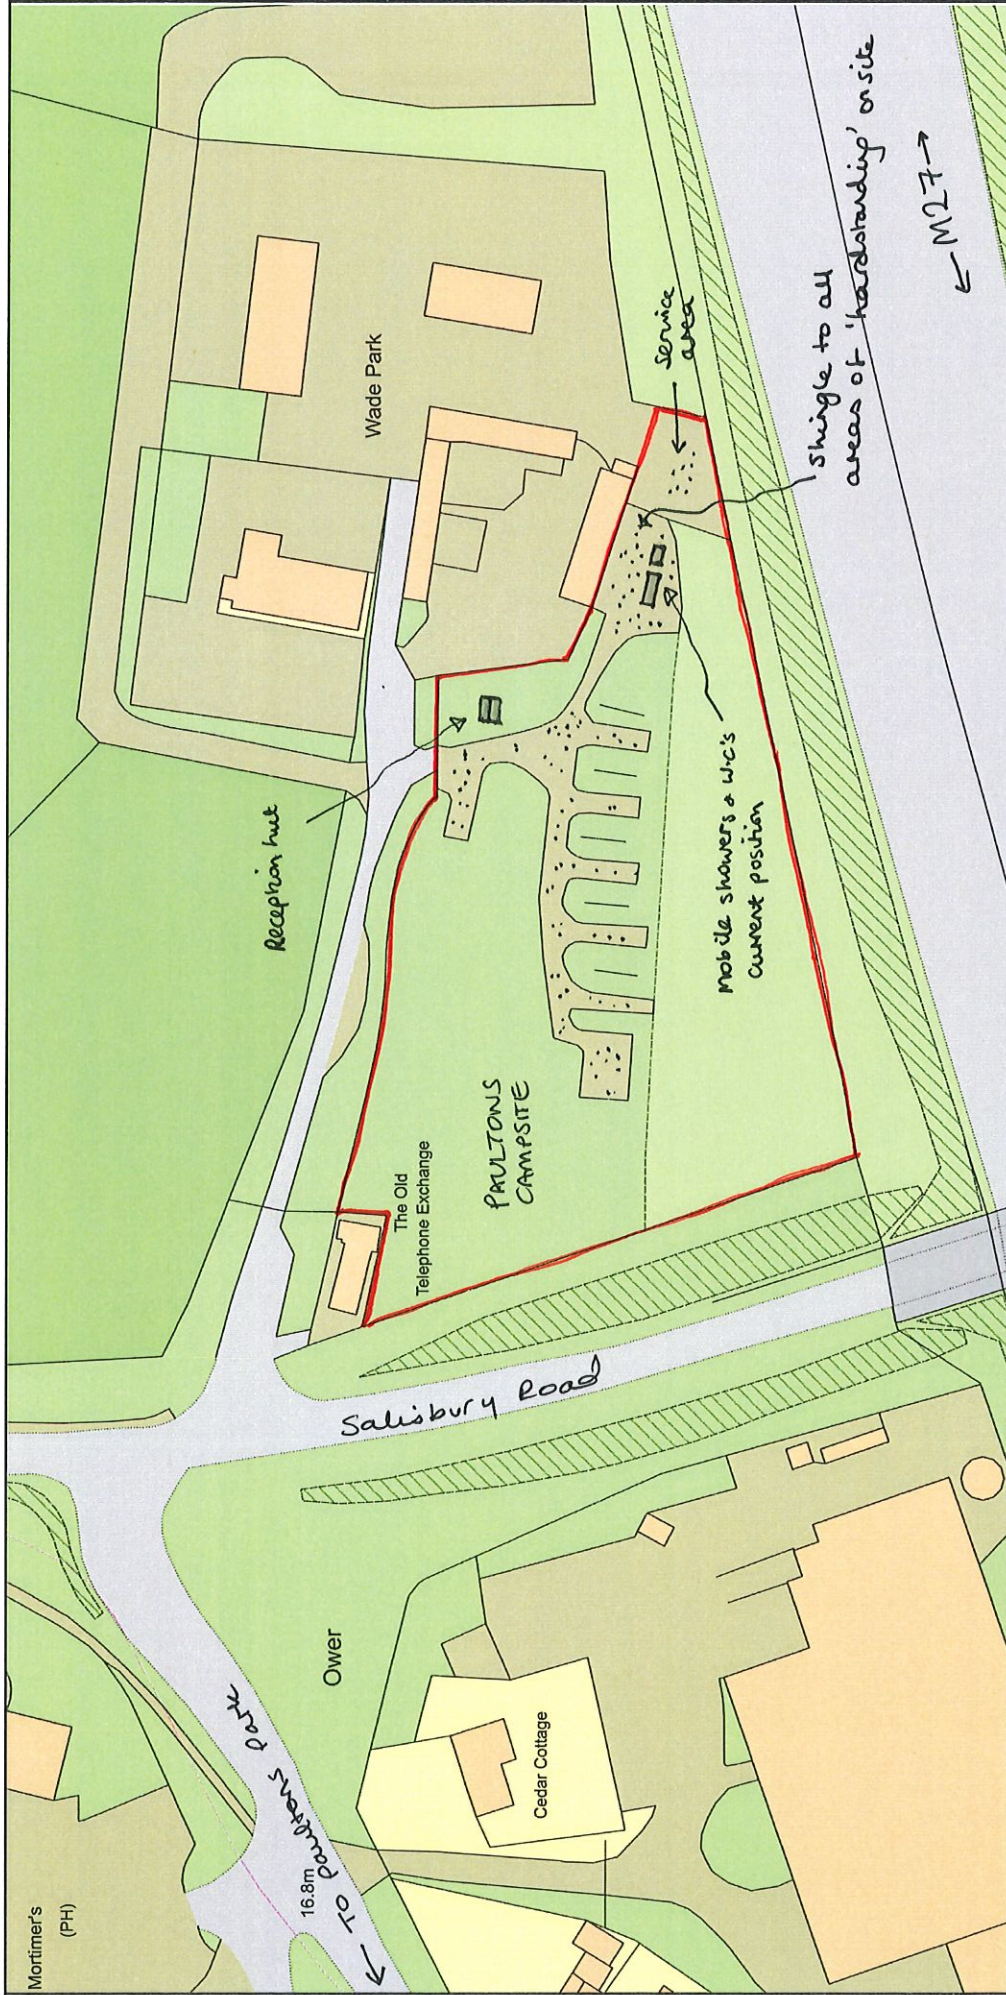 Mortimer's
(PH)
16.8m
← TO Paultons Park
Ower
Cedar Cottage
Salisbury Road
The Old
Telephone Exchange
PAULTONS
CAMPSITE
Reception hut
Wade Park
Mobile showers & W.C's
current position
service
area
Shingle to all
areas of 'hardstanding' on site
← M27 →